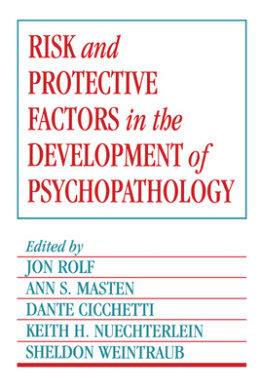 RISK and
PROTECTIVE
FACTORS in the
DEVELOPMENT of
PSYCHOPATHOLOGY
Edited by
JON ROLF
ANN S. MASTEN
DANTE CICCHETTI
KEITH H. NUECHTERLEIN
SHELDON WEINTRAUB